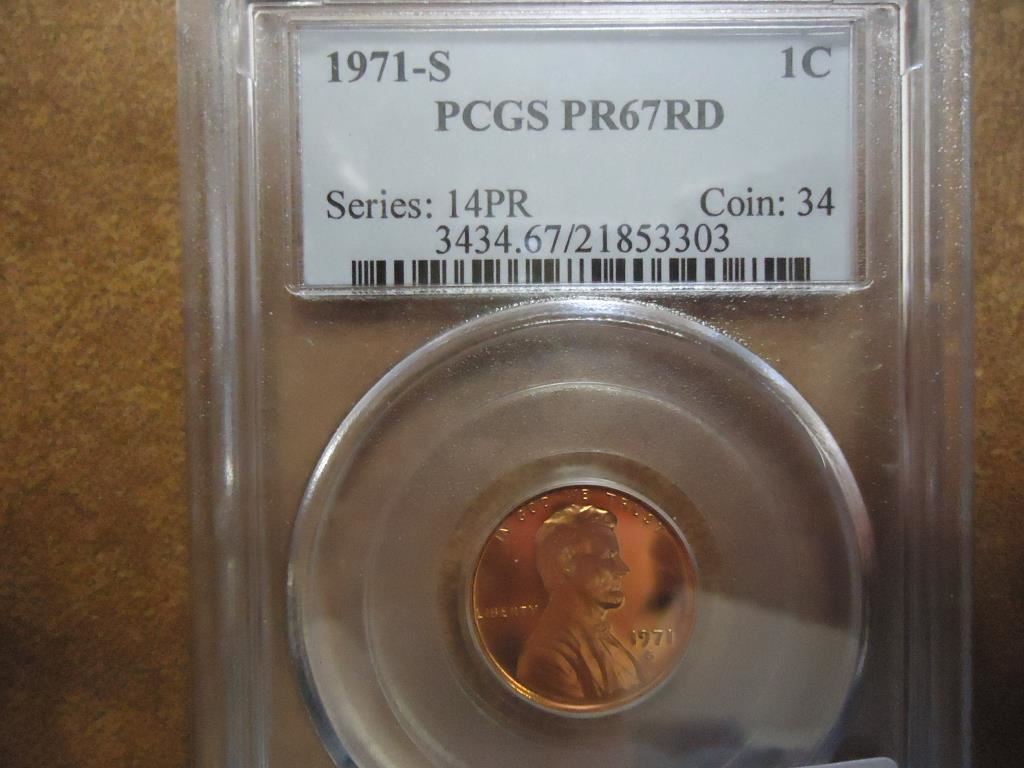 1971-S 1C
PCGS PR67RD
Series: 14PR Coin: 34
3434.67/21853303
IN GOD WE TRUST
LIBERTY
1971
S